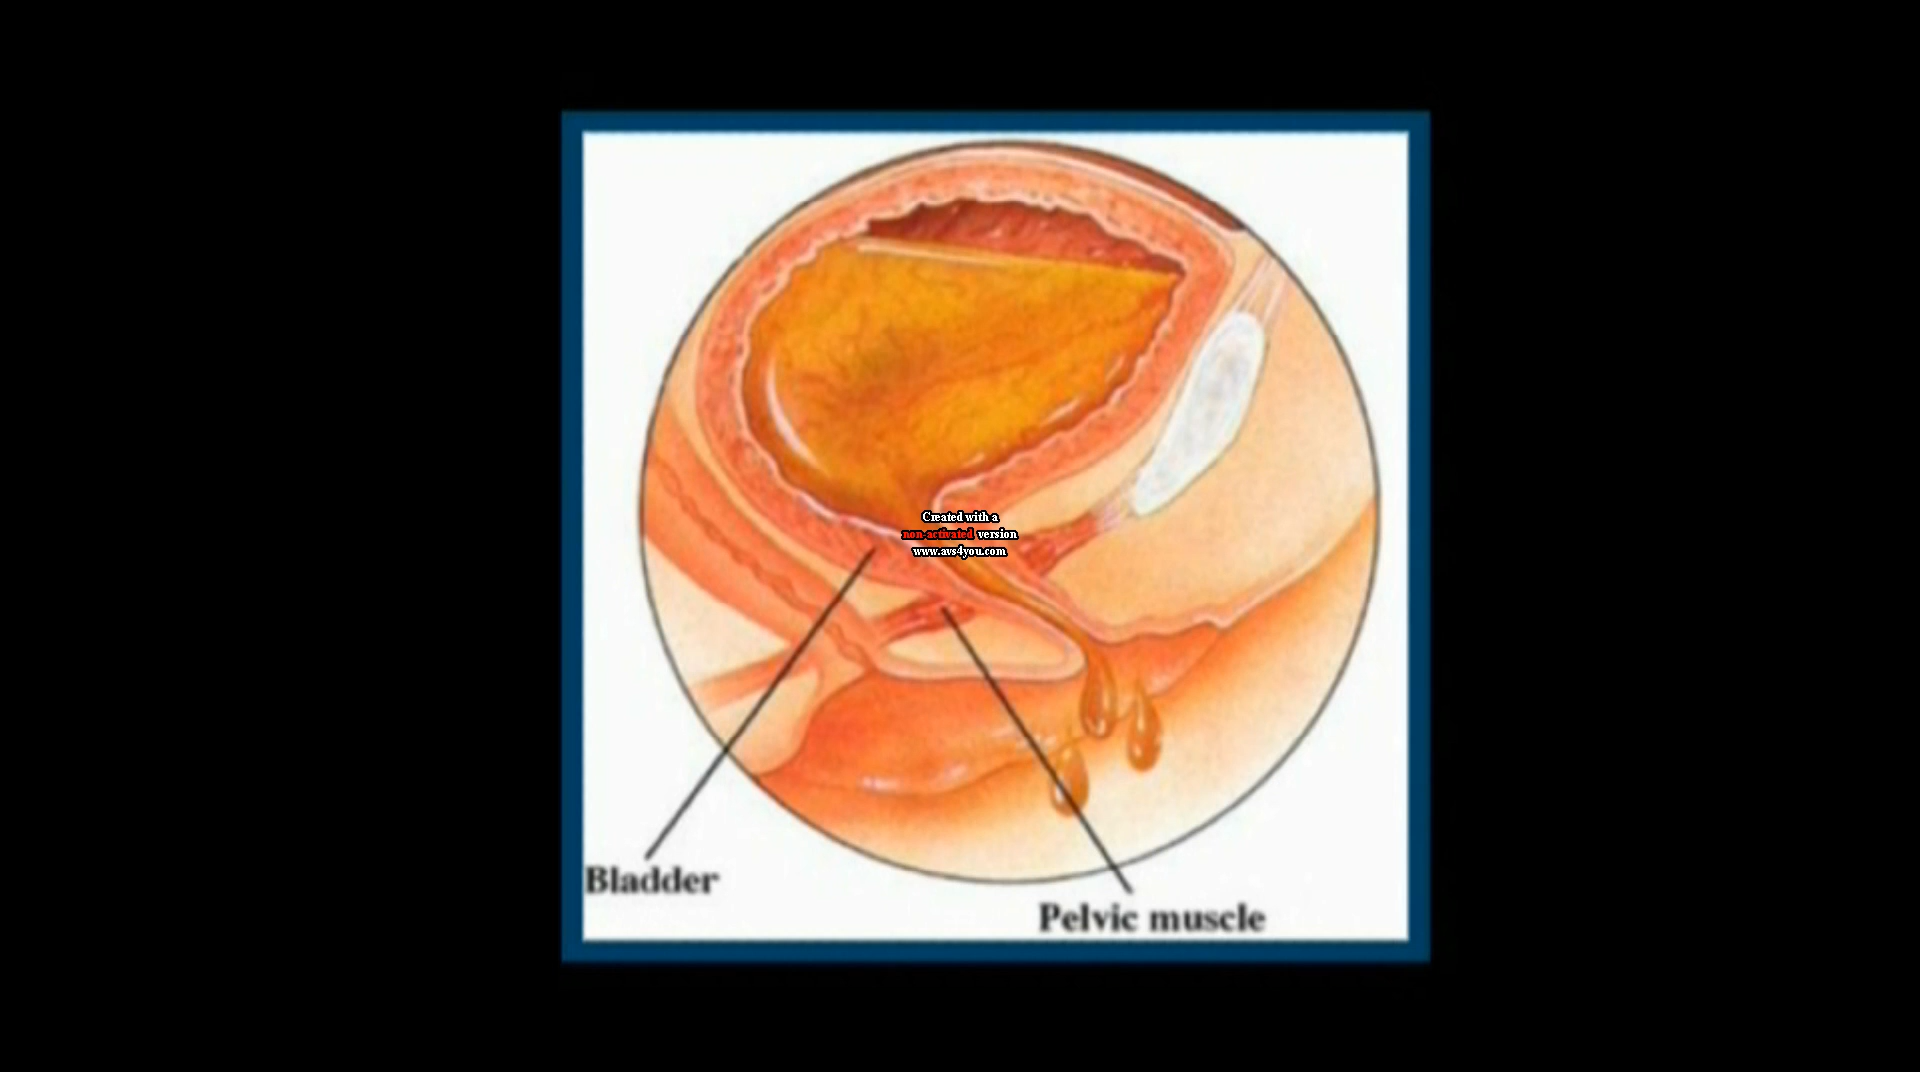 Created with a
non-activated version
www.avs4you.com
Bladder
Pelvic muscle